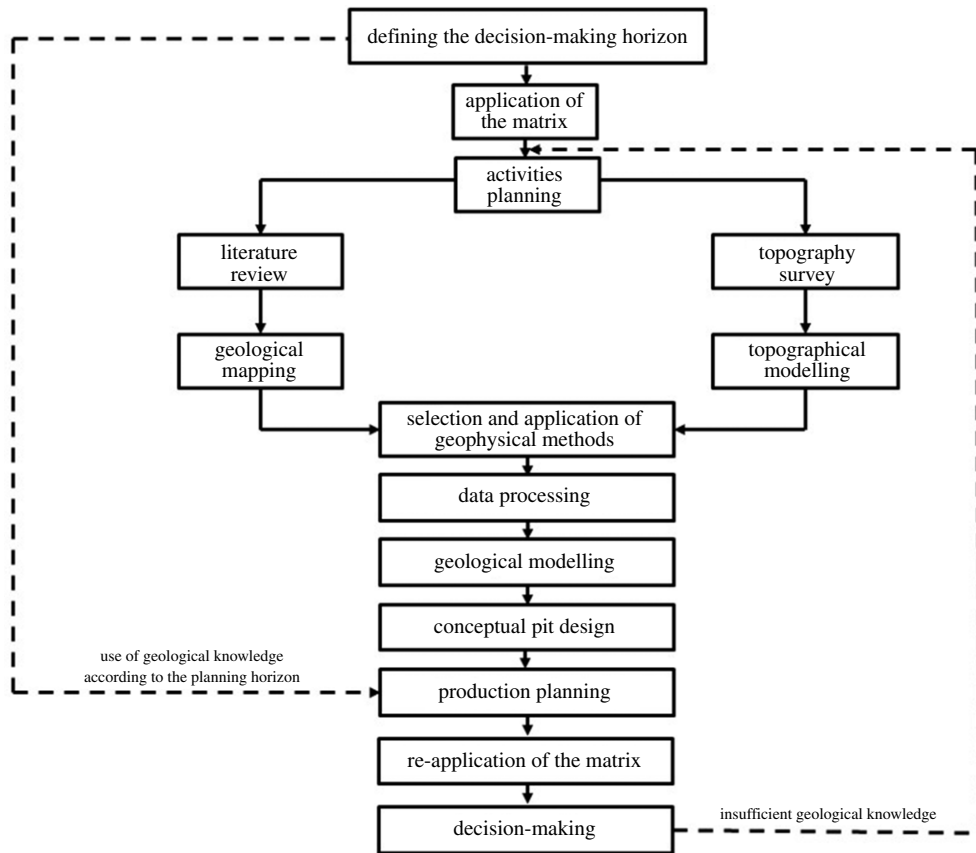 defining the decision-making horizon
application of
the matrix
activities
planning
literature
review
topography
survey
geological
mapping
topographical
modelling
selection and application of
geophysical methods
data processing
geological modelling
conceptual pit design
use of geological knowledge
according to the planning horizon
production planning
re-application of the matrix
decision-making
insufficient geological knowledge